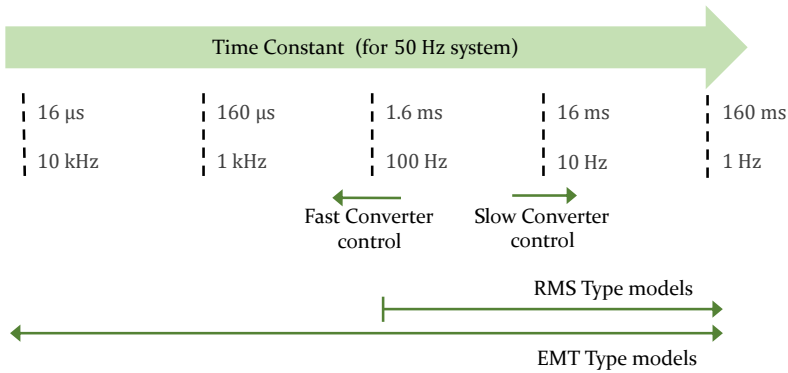 Time Constant (for 50 Hz system)
16 μs
160 μs
1.6 ms
16 ms
160 ms
10 kHz
1 kHz
100 Hz
10 Hz
1 Hz
Fast Converter
control
Slow Converter
control
RMS Type models
EMT Type models